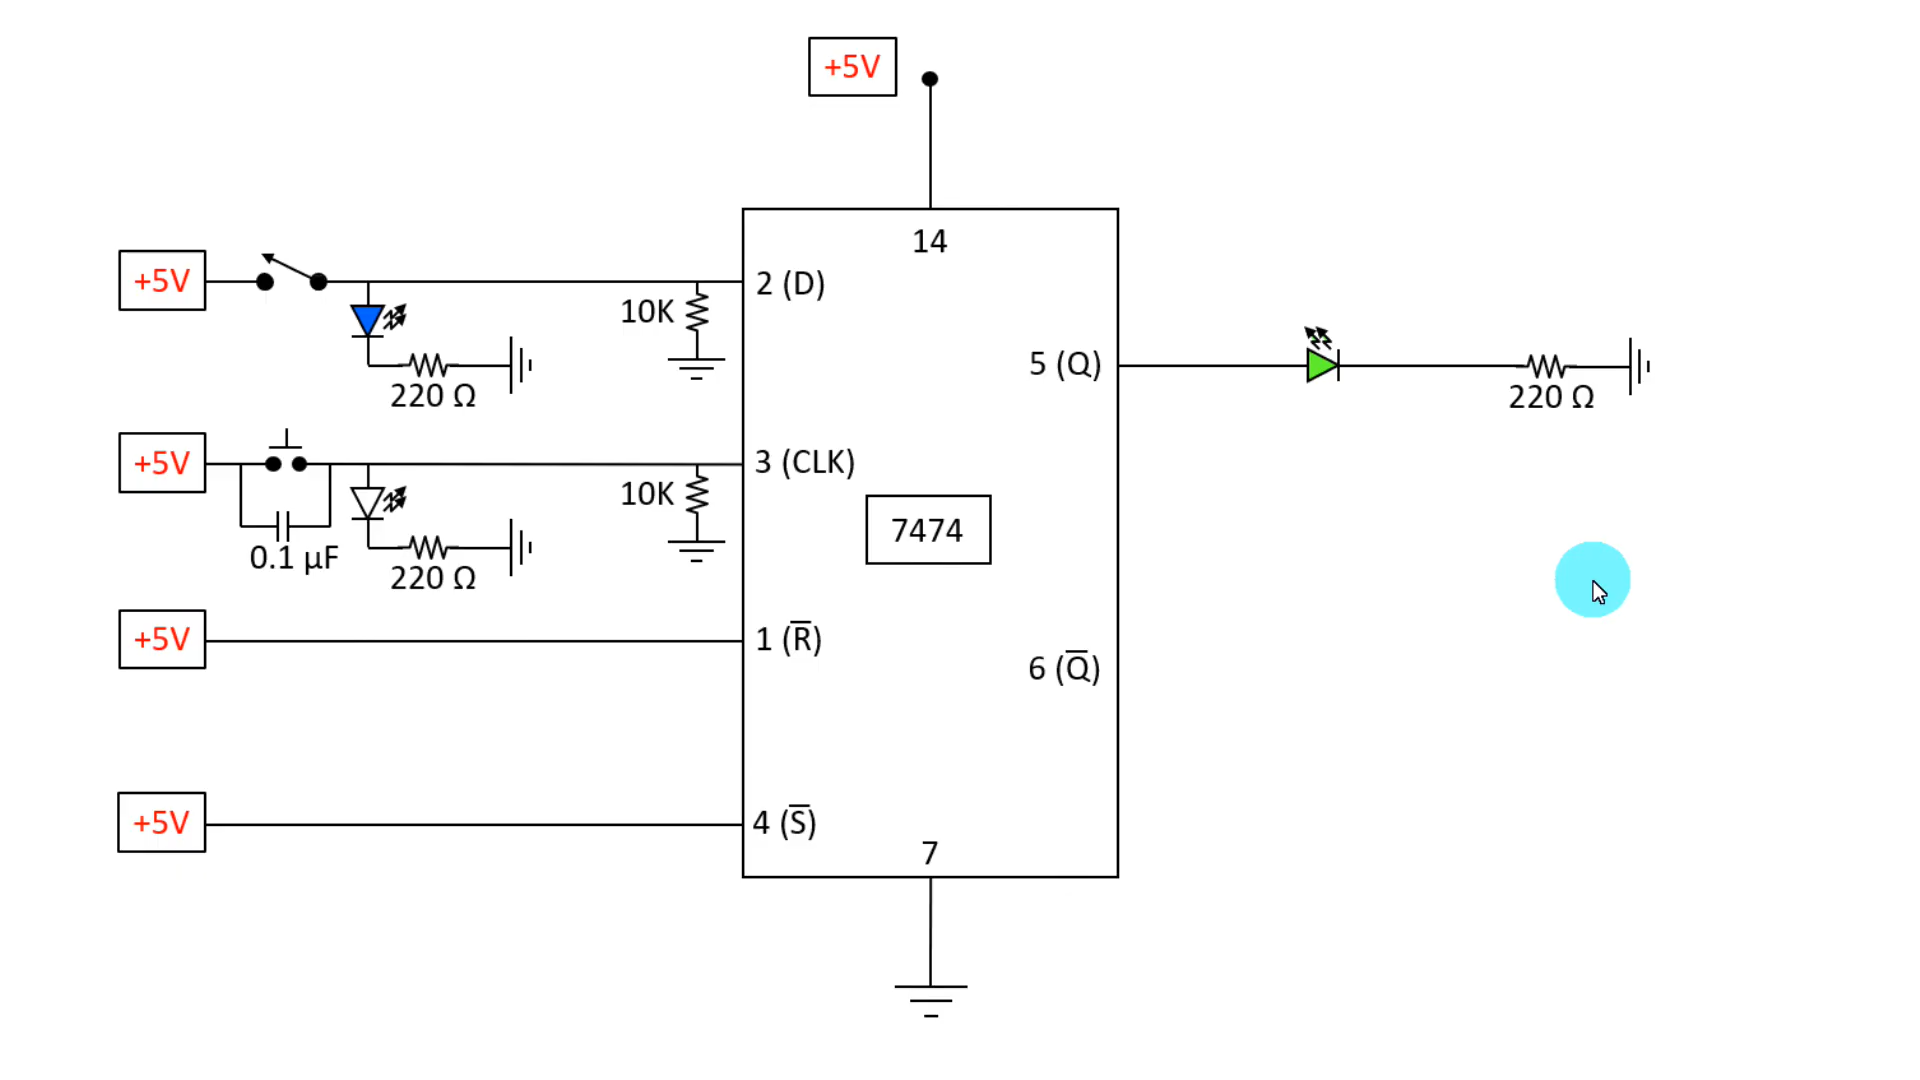 +5V
14
+5V
2 (D)
10K
220 Ω
5 (Q)
220 Ω
+5V
3 (CLK)
10K
0.1 µF
220 Ω
7474
+5V
1 (R̅)
6 (Q̅)
+5V
4 (S̅)
7